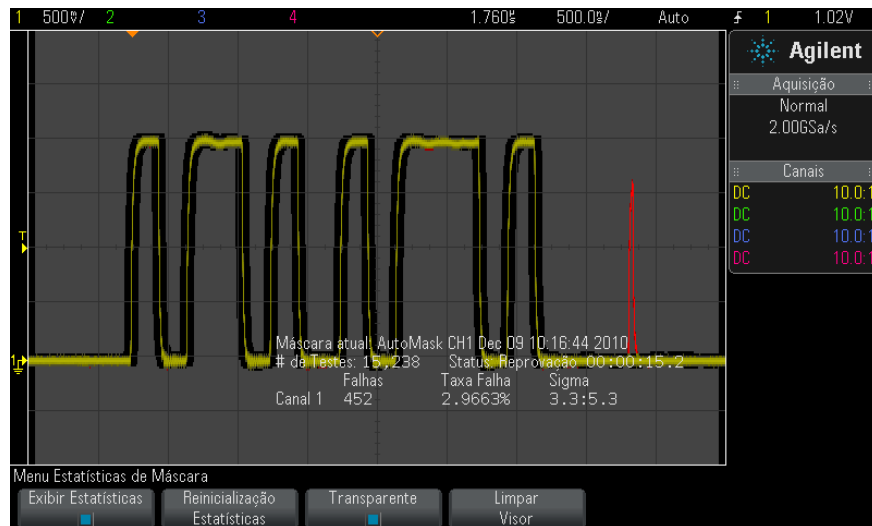 1 500♥/ 2 3 4 1.760s 500.0s/ Auto 1 1.02V
Agilent
Aquisição
Normal
2.00GSa/s
Canais
DC 10.0:1
DC 10.0:1
DC 10.0:1
DC 10.0:1
T
1
Máscara atual: AutoMask CH1 Dec 09 10:16:44 2010
# de Testes: 15,238 Status: Reprovação 00:00:15.2
Falhas Taxa Falha Sigma
Canal 1 452 2.9663% 3.3:5.3
Menu Estatísticas de Máscara
Exibir Estatísticas Reinicialização Transparente Limpar
Estatísticas Visor